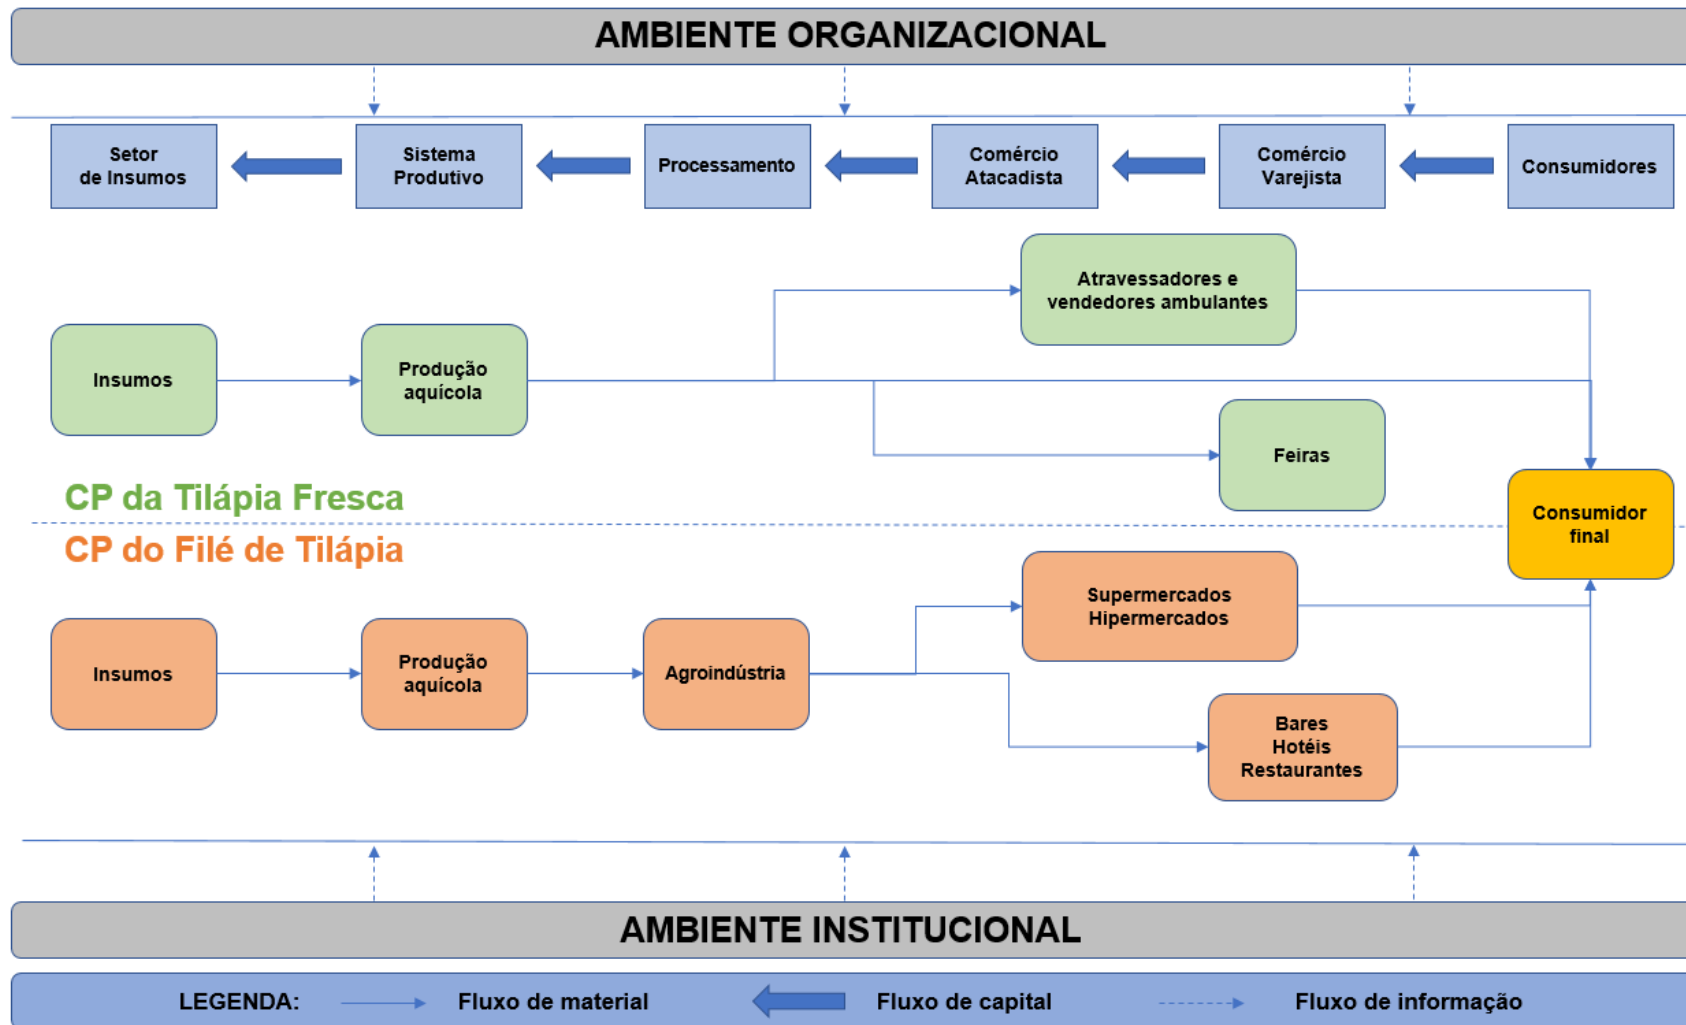 AMBIENTE ORGANIZACIONAL
Setor
de Insumos
Sistema
Produtivo
Processamento
Comércio
Atacadista
Comércio
Varejista
Consumidores
Atravessadores e
vendedores ambulantes
Insumos
Produção
aquícola
Feiras
CP da Tilápia Fresca
Consumidor
final
CP do Filé de Tilápia
Supermercados
Hipermercados
Insumos
Produção
aquícola
Agroindústria
Bares
Hotéis
Restaurantes
AMBIENTE INSTITUCIONAL
LEGENDA: Fluxo de material Fluxo de capital Fluxo de informação